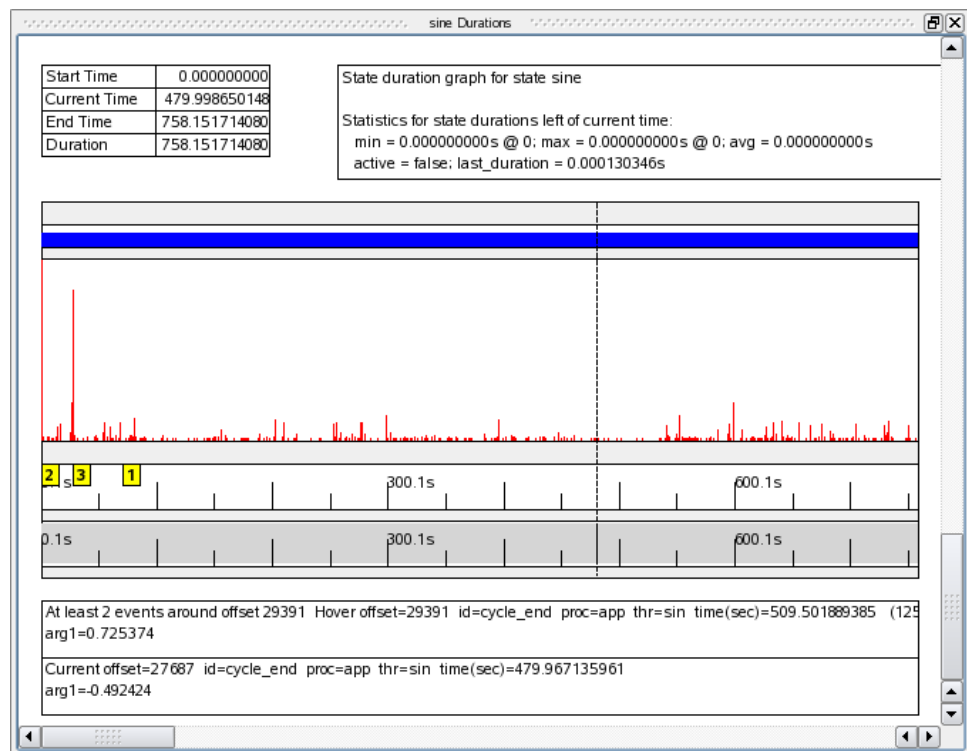 sine Durations
Start Time 0.000000000
Current Time 479.998650148
End Time 758.151714080
Duration 758.151714080
State duration graph for state sine
Statistics for state durations left of current time:
min = 0.000000000s @ 0; max = 0.000000000s @ 0; avg = 0.000000000s
active = false; last_duration = 0.000130346s
2 3 1
300.1s 600.1s
0.1s 300.1s 600.1s
At least 2 events around offset 29391 Hover offset=29391 id=cycle_end proc=app thr=sin time(sec)=509.501889385 (125
arg1=0.725374
Current offset=27687 id=cycle_end proc=app thr=sin time(sec)=479.967135961
arg1=-0.492424